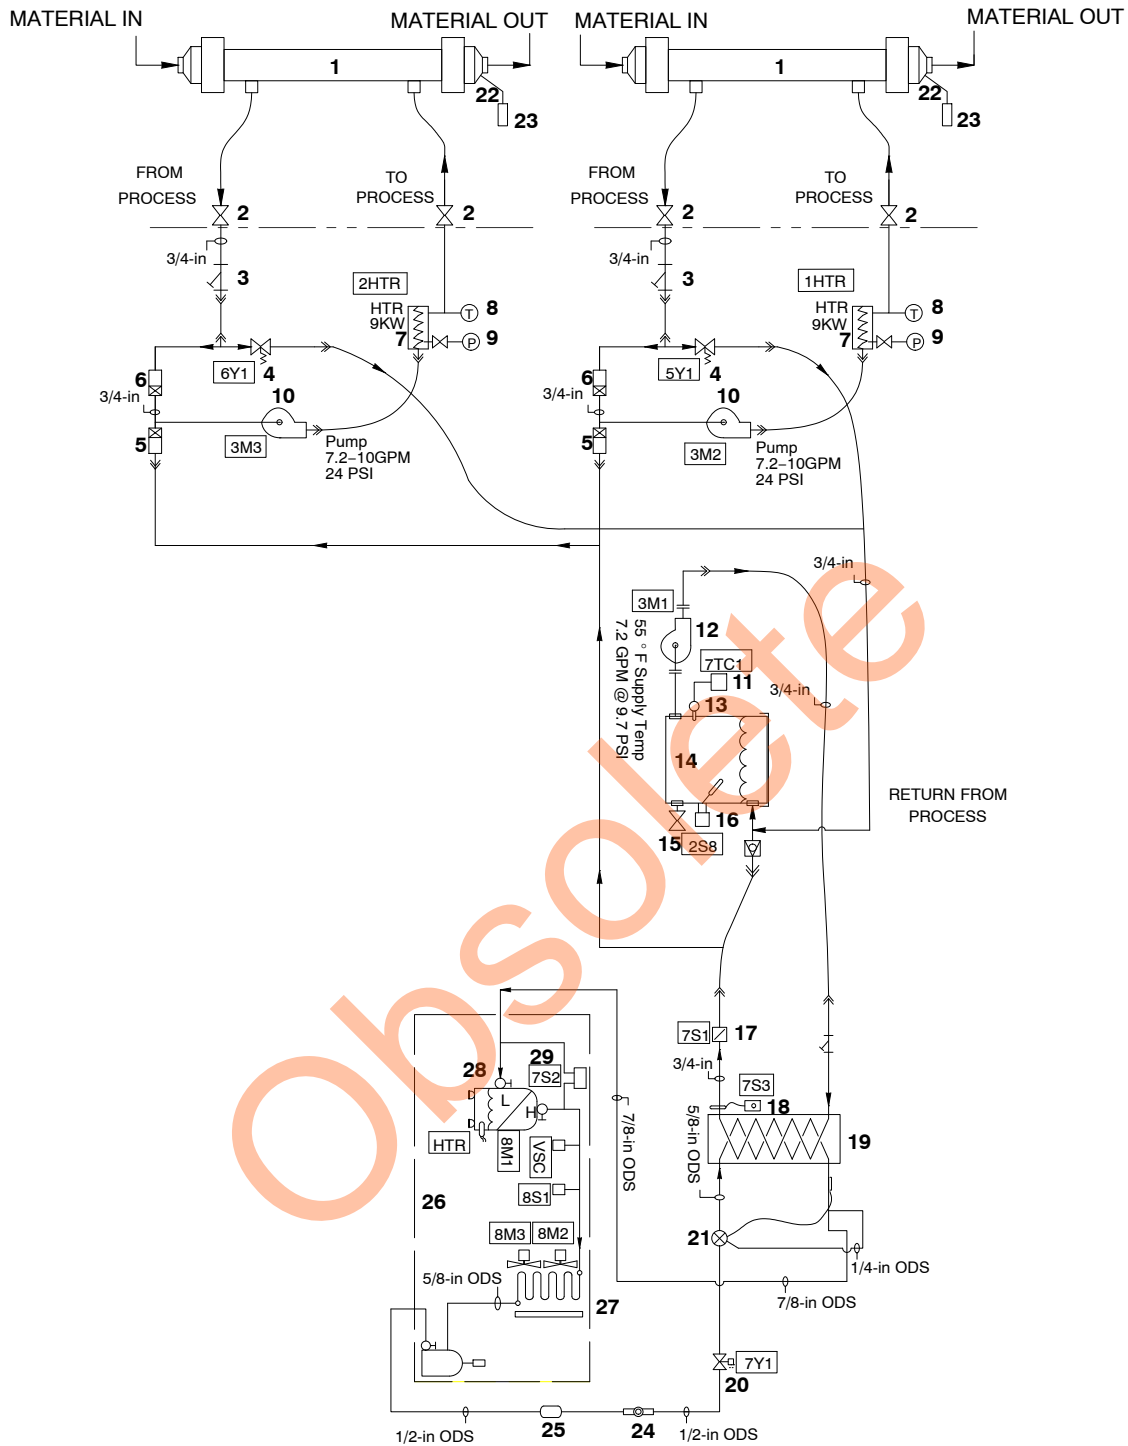 MATERIAL IN
MATERIAL OUT
MATERIAL IN
MATERIAL OUT
1
1
22
23
22
23
FROM
PROCESS
TO
PROCESS
FROM
PROCESS
TO
PROCESS
2
2
2
2
3/4-in
3
3/4-in
3
2HTR
1HTR
HTR
9KW
7
8
9
HTR
9KW
7
8
9
6Y1
4
5Y1
4
6
3/4-in
5
10
3M3
Pump
7.2–10GPM
24 PSI
6
3/4-in
5
10
3M2
Pump
7.2–10GPM
24 PSI
3/4-in
3M1
12
55 ° F Supply Temp
7.2 GPM @ 9.7 PSI
7TC1
11
13
3/4-in
14
16
15
2S8
RETURN FROM
PROCESS
Obsolete
7S1
17
3/4-in
7S3
18
5/8-in ODS
19
29
28
7S2
L
H
HTR
8M1
VSC
8S1
7/8-in ODS
26
8M3
8M2
21
1/4-in ODS
5/8-in ODS
27
7/8-in ODS
7Y1
20
1/2-in ODS
25
24
1/2-in ODS